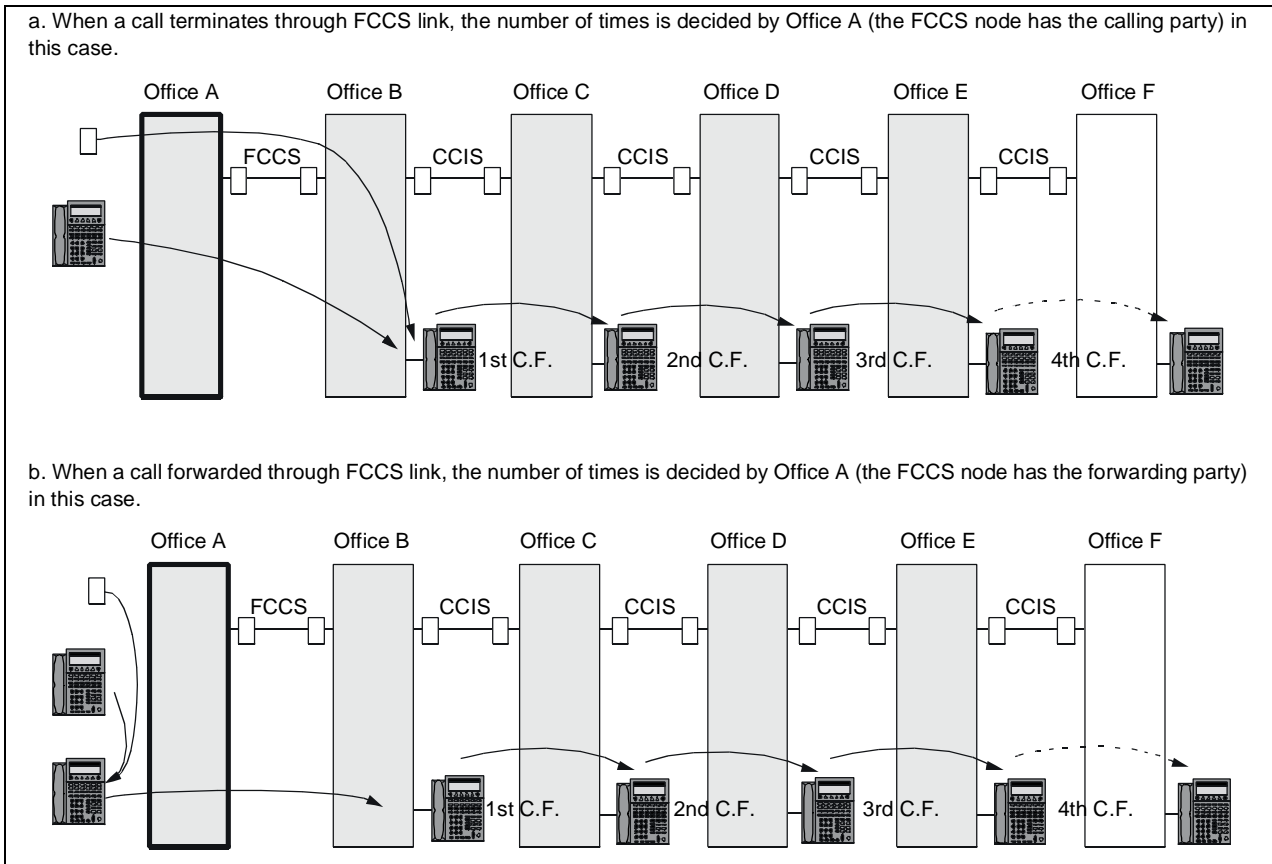 a. When a call terminates through FCCS link, the number of times is decided by Office A (the FCCS node has the calling party) in
this case.
Office A Office B Office C Office D Office E Office F
FCCS CCIS CCIS CCIS CCIS
1st C.F. 2nd C.F. 3rd C.F. 4th C.F.
b. When a call forwarded through FCCS link, the number of times is decided by Office A (the FCCS node has the forwarding party)
in this case.
Office A Office B Office C Office D Office E Office F
FCCS CCIS CCIS CCIS CCIS
1st C.F. 2nd C.F. 3rd C.F. 4th C.F.